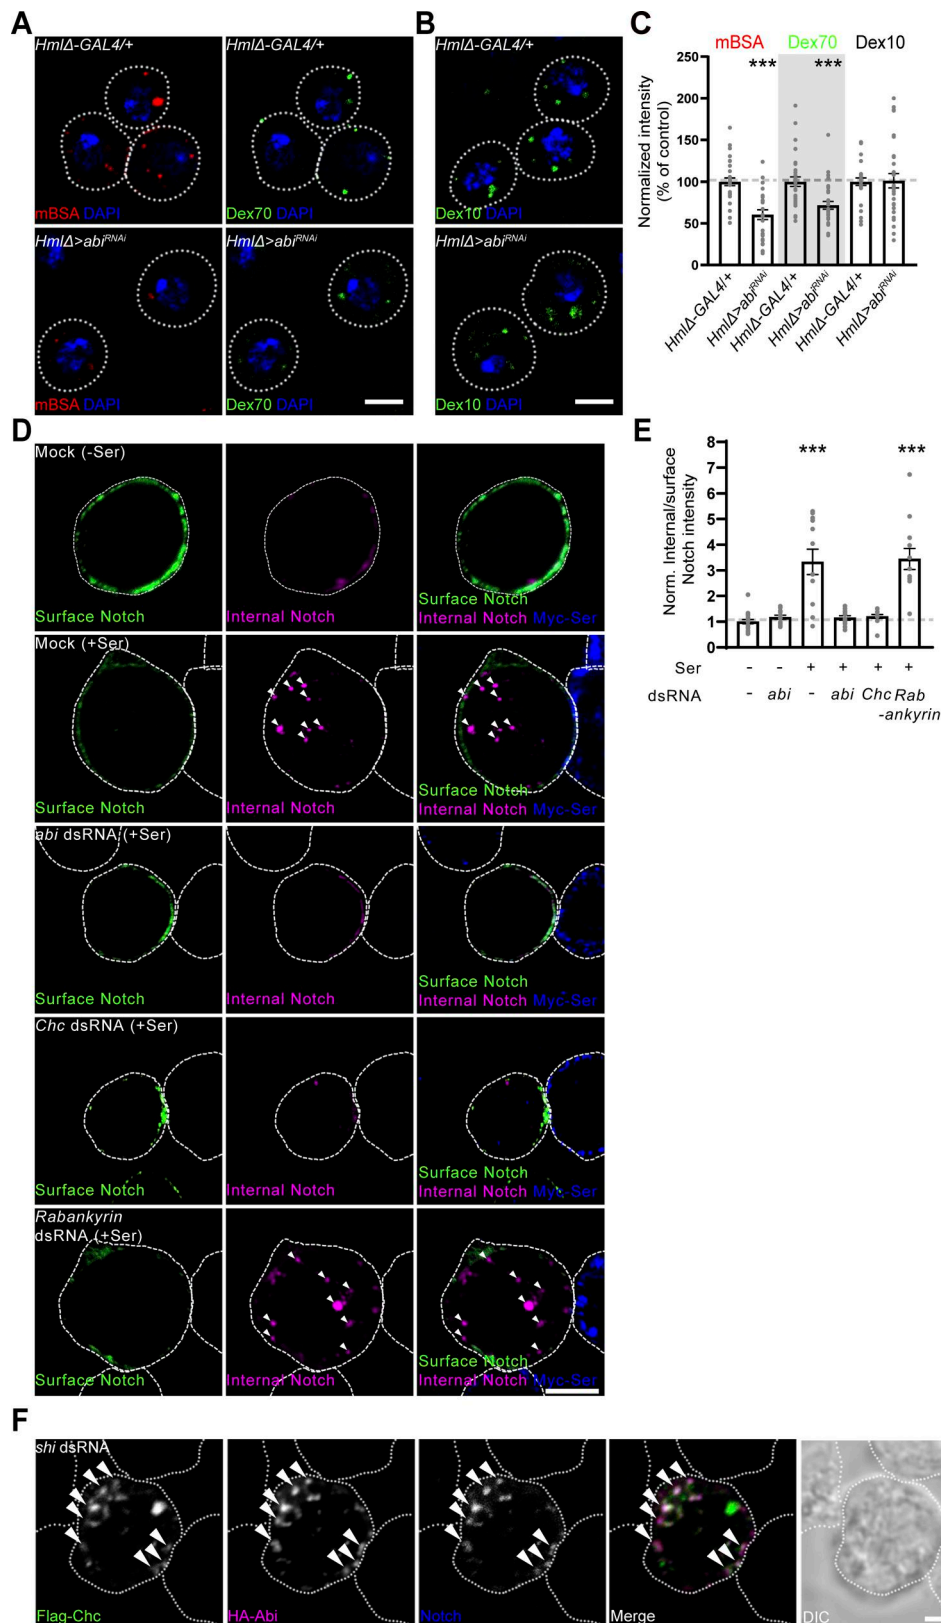 A
HmlΔ-GAL4/+
HmlΔ-GAL4/+
mBSA DAPI
Dex70 DAPI
HmlΔ>abiRNAi
HmlΔ>abiRNAi
mBSA DAPI
Dex70 DAPI
B
HmlΔ-GAL4/+
Dex10 DAPI
HmlΔ>abiRNAi
Dex10 DAPI
C
mBSA Dex70 Dex10
*** ***
Normalized intensity
(% of control)
250
200
150
100
50
0
HmlΔ-GAL4/+
HmlΔ>abiRNAi
HmlΔ-GAL4/+
HmlΔ>abiRNAi
HmlΔ-GAL4/+
HmlΔ>abiRNAi
D
Mock (-Ser)
Surface Notch
Internal Notch
Surface Notch
Internal Notch Myc-Ser
Mock (+Ser)
Surface Notch
Internal Notch
Surface Notch
Internal Notch Myc-Ser
abi dsRNA (+Ser)
Surface Notch
Internal Notch
Surface Notch
Internal Notch Myc-Ser
Chc dsRNA (+Ser)
Surface Notch
Internal Notch
Surface Notch
Internal Notch Myc-Ser
Rabankyrin
dsRNA (+Ser)
Surface Notch
Internal Notch
Surface Notch
Internal Notch Myc-Ser
E
Norm. Internal/surface
Notch intensity
8
7
6
5
4
3
2
1
0
*** ***
Ser - - + + + +
dsRNA - abi - abi Chc Rab
-ankyrin
F
shi dsRNA
Flag-Chc
HA-Abi
Notch
Merge
DIC